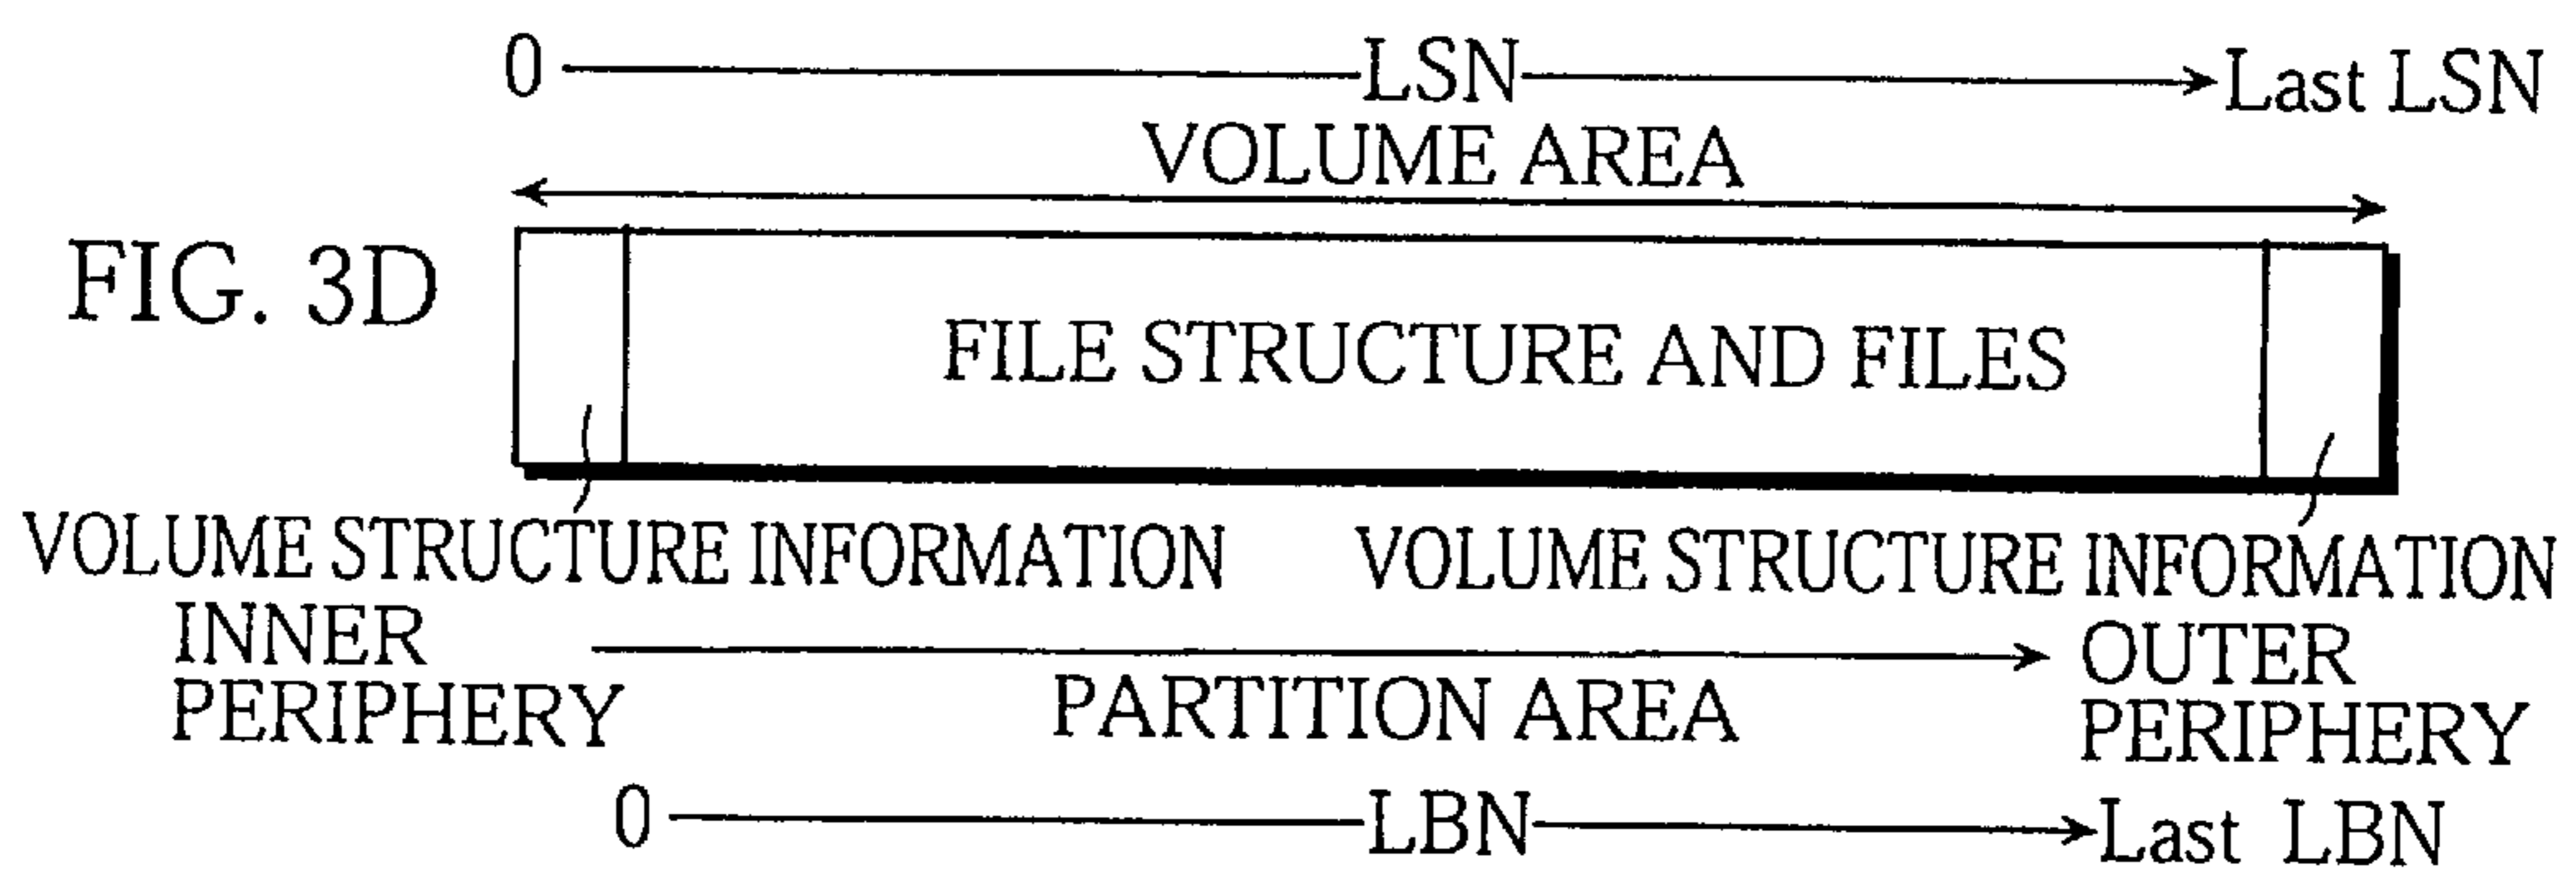 0 LSN Last LSN
VOLUME AREA
FIG. 3D
FILE STRUCTURE AND FILES
VOLUME STRUCTURE INFORMATION VOLUME STRUCTURE INFORMATION
INNER PERIPHERY
OUTER PERIPHERY
PARTITION AREA
0 LBN Last LBN